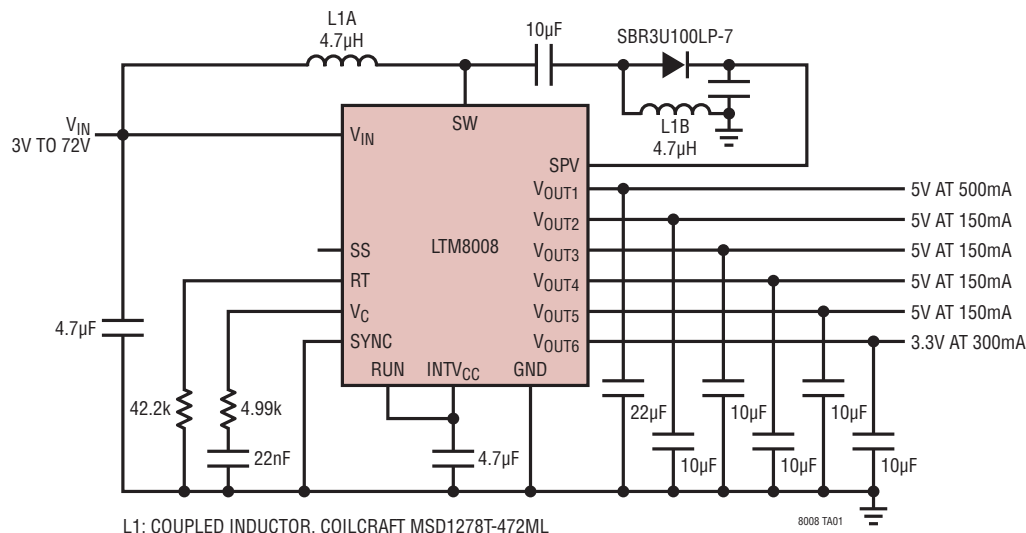 L1A
4.7µH
10µF
SBR3U100LP-7
L1B
4.7µH
VIN
3V TO 72V
VIN
SW
SPV
VOUT1
VOUT2
VOUT3
VOUT4
VOUT5
VOUT6
LTM8008
SS
RT
VC
SYNC
RUN
INTVCC
GND
5V AT 500mA
5V AT 150mA
5V AT 150mA
5V AT 150mA
5V AT 150mA
3.3V AT 300mA
4.7µF
42.2k
4.99k
22nF
4.7µF
22µF
10µF
10µF
10µF
10µF
10µF
L1: COUPLED INDUCTOR. COILCRAFT MSD1278T-472ML
8008 TA01